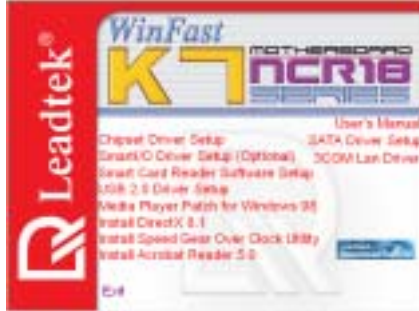 Leadtek®
WinFast
K7
MOTHERBOARD
NCR18
SERIES
User's Manual
Chipset Driver Setup
SATA Driver Setup
Smart I/O Driver Setup (Optional)
3COM Lan Driver
Smart Card Reader Software Setup
USB 2.0 Driver Setup
Media Player Patch for Windows 98
Install DirectX 8.1
Install Speed Gear Over Clock Utility
Install Acrobat Reader 5.0
Exit